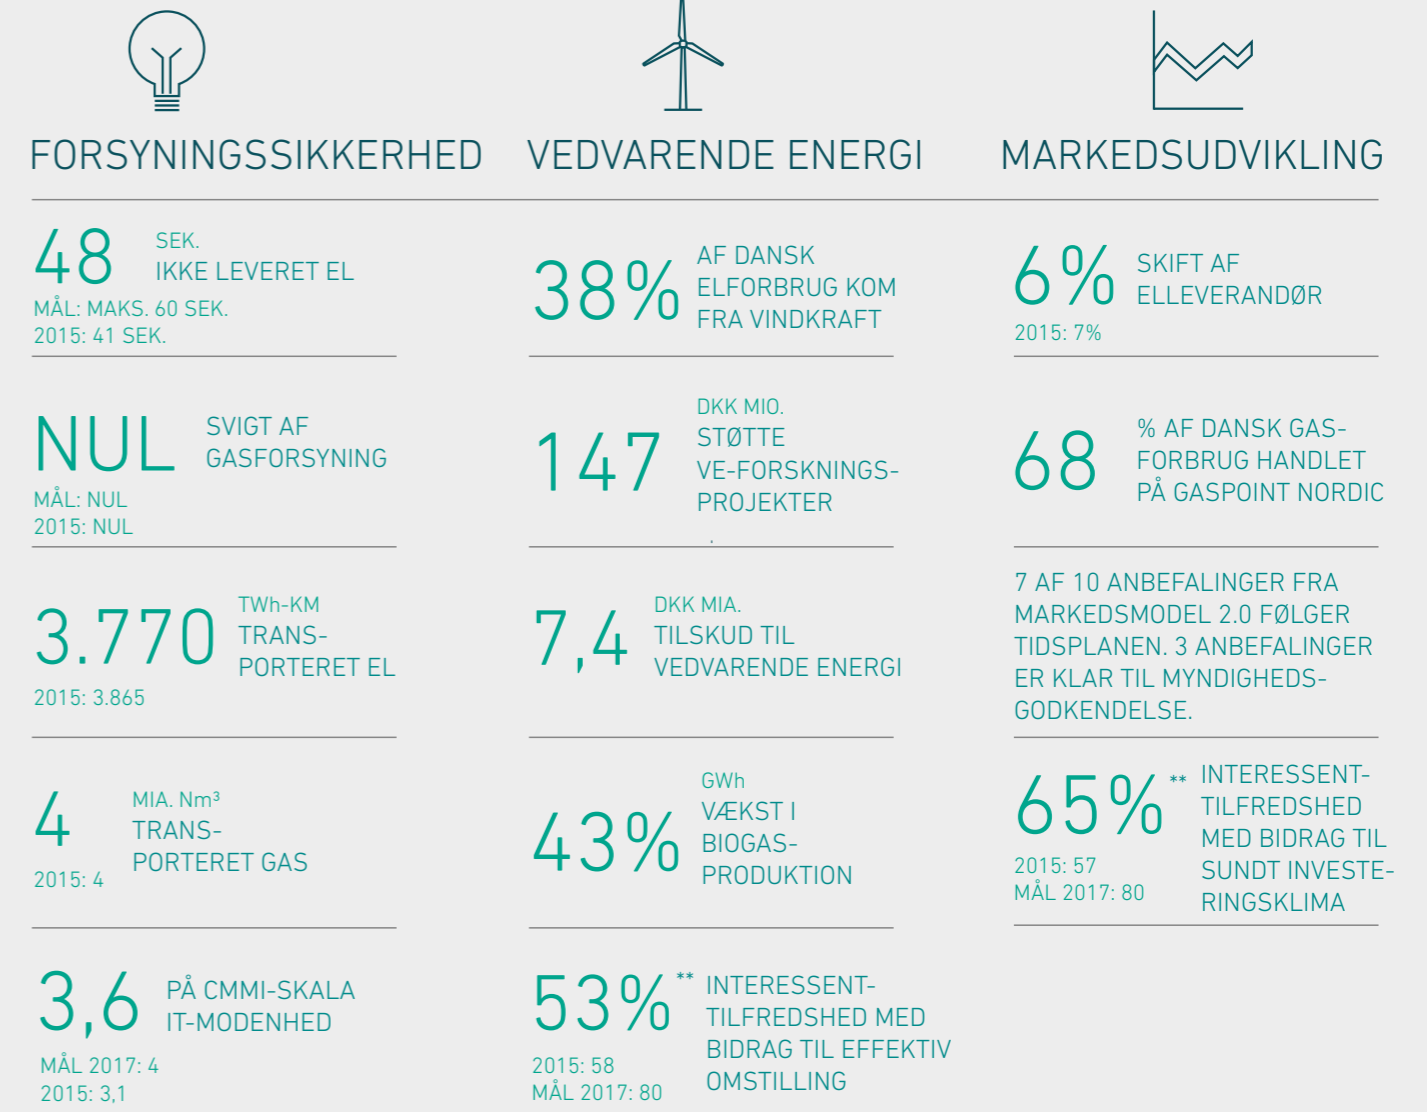 FORSYNINGSSIKKERHED
48
SEK.
IKKE LEVERET EL
MÅL: MAKS. 60 SEK.
2015: 41 SEK.
NUL
SVIGT AF
GASFORSYNING
MÅL: NUL
2015: NUL
3.770
TWh-KM
TRANS-
PORTERET EL
2015: 3.865
4
MIA. Nm³
TRANS-
PORTERET GAS
2015: 4
3,6
PÅ CMMI-SKALA
IT-MODENHED
MÅL 2017: 4
2015: 3,1
VEDVARENDE ENERGI
38%
AF DANSK
ELFORBRUG KOM
FRA VINDKRAFT
147
DKK MIO.
STØTTE
VE-FORSKNINGS-
PROJEKTER
.
7,4
DKK MIA.
TILSKUD TIL
VEDVARENDE ENERGI
43%
GWh
VÆKST I
BIOGAS-
PRODUKTION
53%**
INTERESSENT-
TILFREDSHED MED
BIDRAG TIL EFFEKTIV
OMSTILLING
2015: 58
MÅL 2017: 80
MARKEDSUDVIKLING
6%
SKIFT AF
ELLEVERANDØR
2015: 7%
68
% AF DANSK GAS-
FORBRUG HANDLET
PÅ GASPOINT NORDIC
7 AF 10 ANBEFALINGER FRA
MARKEDSMODEL 2.0 FØLGER
TIDSPLANEN. 3 ANBEFALINGER
ER KLAR TIL MYNDIGHEDS-
GODKENDELSE.
65%**
INTERESSENT-
TILFREDSHED
MED BIDRAG TIL
SUNDT INVESTE-
RINGSKLIMA
2015: 57
MÅL 2017: 80